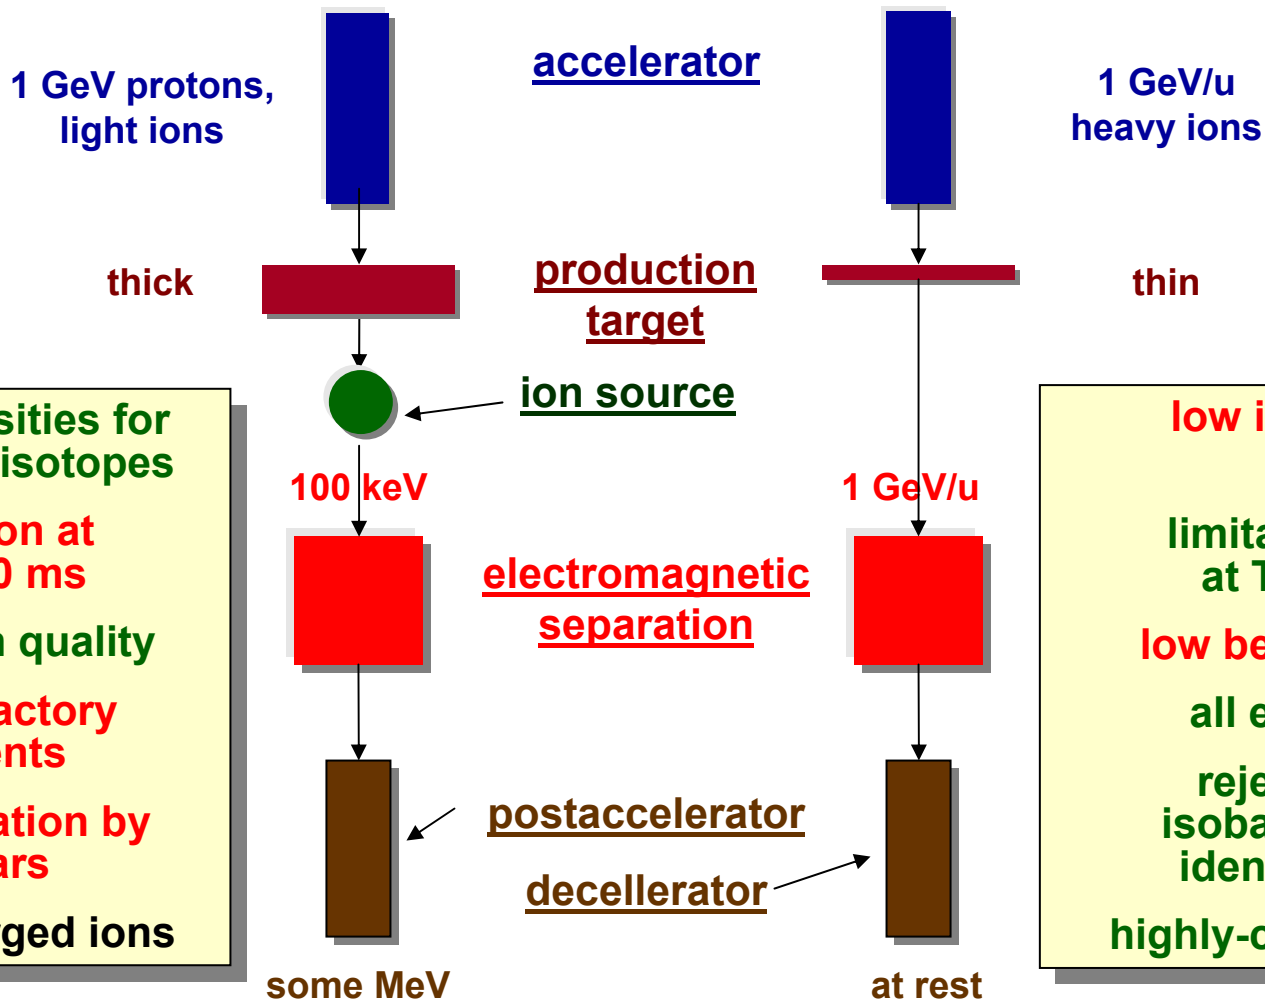 accelerator
1 GeV protons,
light ions
1 GeV/u
heavy ions
thick
production
target
thin
ion source
100 keV
1 GeV/u
electromagnetic
separation
postaccelerator
decellerator
some MeV
at rest
sities for
isotopes
on at
0 ms
quality
actory
ents
ation by
ars
ged ions
low i
limita
at T
low be
all e
reje
isoba
iden
highly-c